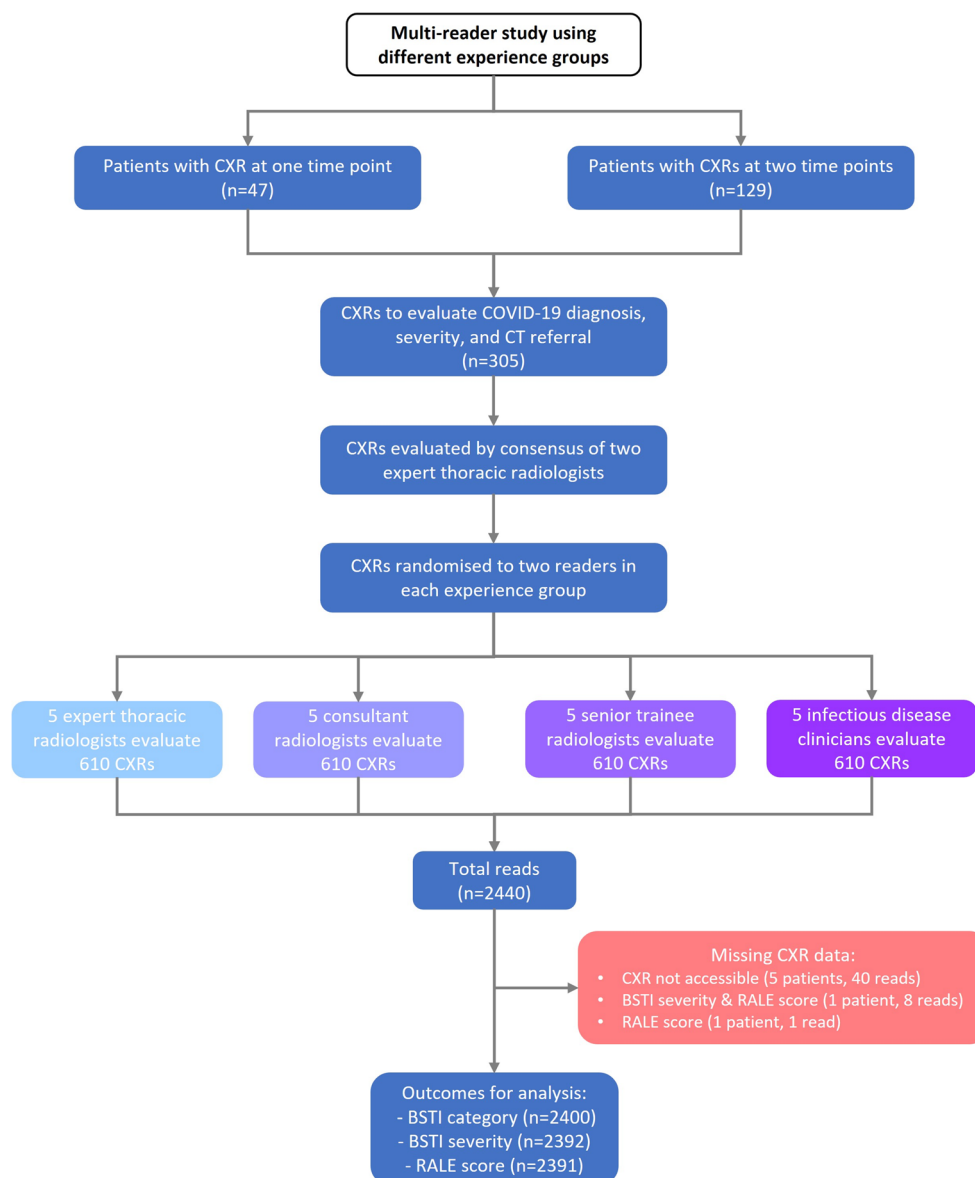 Multi-reader study using
different experience groups
Patients with CXR at one time point
(n=47)
Patients with CXRs at two time points
(n=129)
CXRs to evaluate COVID-19 diagnosis,
severity, and CT referral
(n=305)
CXRs evaluated by consensus of two
expert thoracic radiologists
CXRs randomised to two readers in
each experience group
5 expert thoracic
radiologists evaluate
610 CXRs
5 consultant
radiologists evaluate
610 CXRs
5 senior trainee
radiologists evaluate
610 CXRs
5 infectious disease
clinicians evaluate
610 CXRs
Total reads
(n=2440)
Missing CXR data:
• CXR not accessible (5 patients, 40 reads)
• BSTI severity & RALE score (1 patient, 8 reads)
• RALE score (1 patient, 1 read)
Outcomes for analysis:
- BSTI category (n=2400)
- BSTI severity (n=2392)
- RALE score (n=2391)